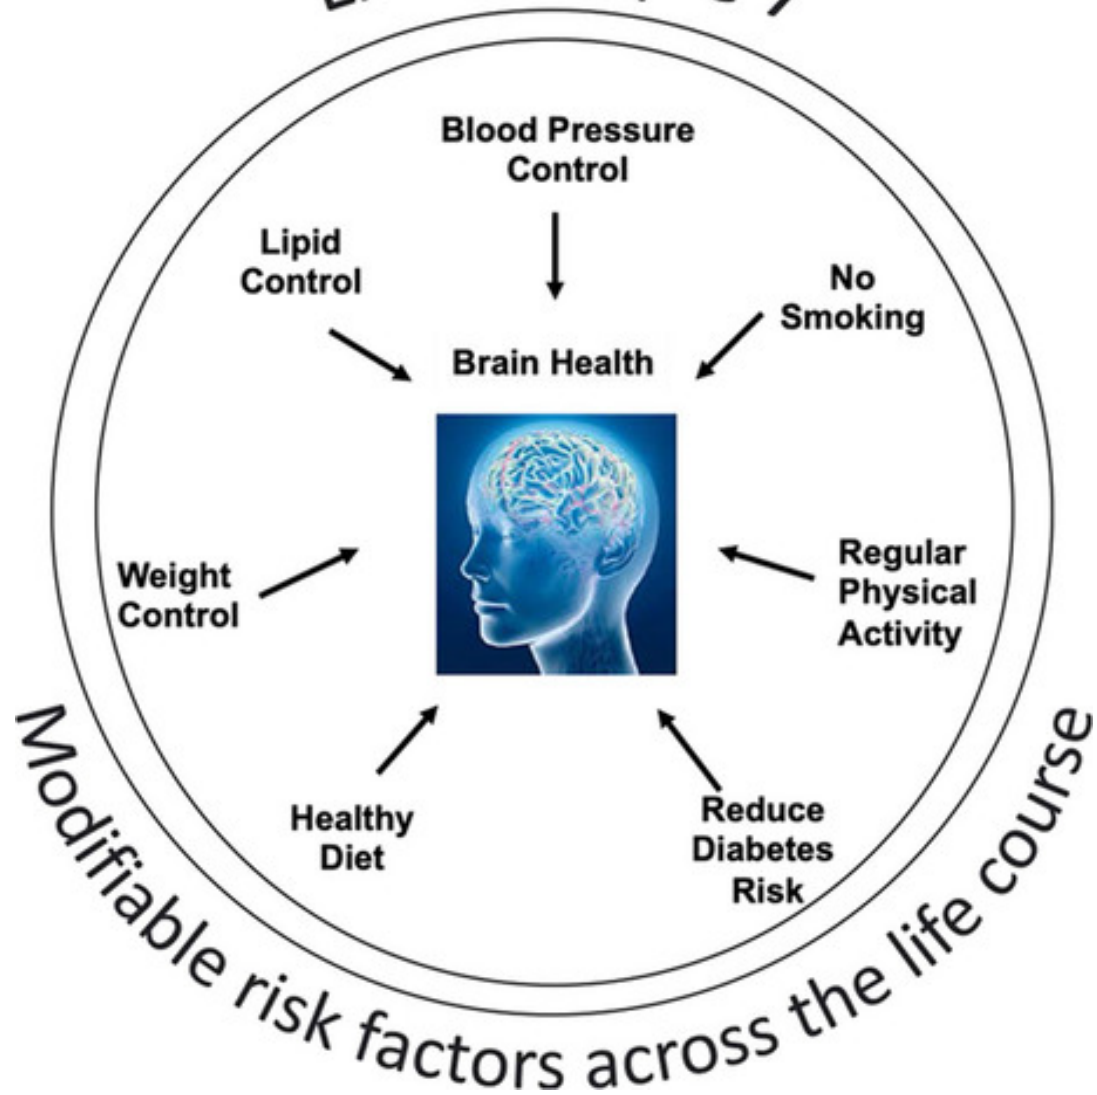 Blood Pressure
Control
Lipid
Control
No
Smoking
Brain Health
Weight
Control
Regular
Physical
Activity
Healthy
Diet
Reduce
Diabetes
Risk
Modifiable risk factors across the life course